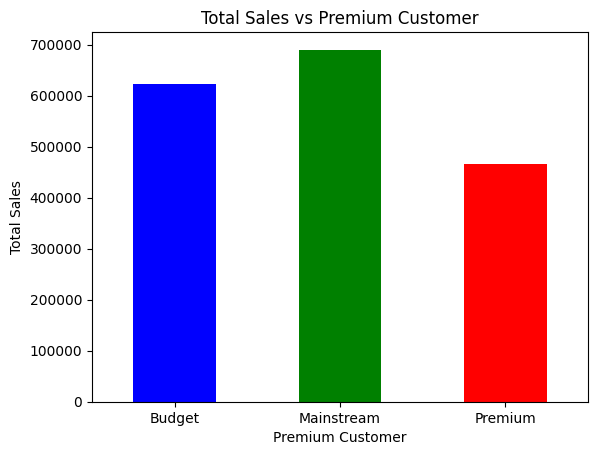 Total Sales vs Premium Customer
Total Sales
700000
600000
500000
400000
300000
200000
100000
0
Budget
Mainstream
Premium
Premium Customer